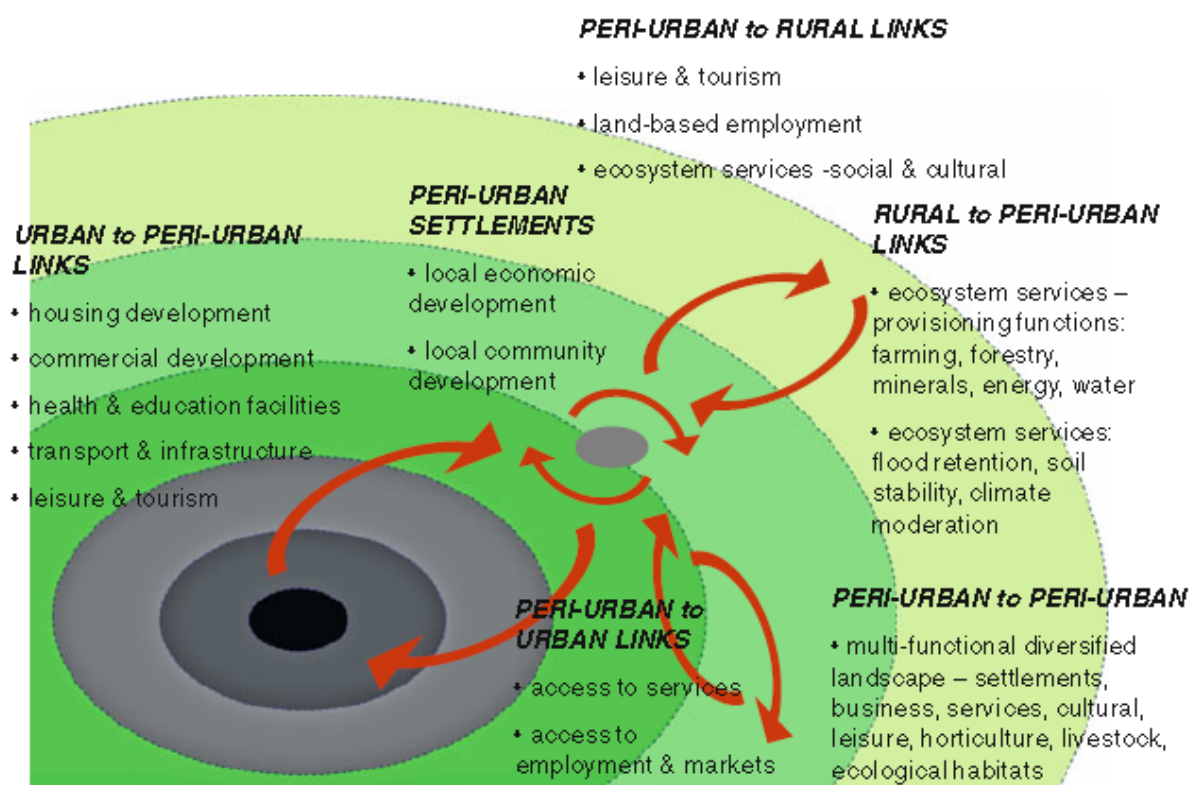 PERI-URBAN to RURAL LINKS
• leisure & tourism
• land-based employment
• ecosystem services -social & cultural
PERI-URBAN
SETTLEMENTS
• local economic
development
• local community
development
URBAN to PERI-URBAN
LINKS
• housing development
• commercial development
• health & education facilities
• transport & infrastructure
• leisure & tourism
RURAL to PERI-URBAN
LINKS
• ecosystem services –
provisioning functions:
farming, forestry,
minerals, energy, water
• ecosystem services:
flood retention, soil
stability, climate
moderation
PERI-URBAN to
URBAN LINKS
• access to services
• access to
employment & markets
PERI-URBAN to PERI-URBAN
• multi-functional diversified
landscape – settlements,
business, services, cultural,
leisure, horticulture, livestock,
ecological habitats